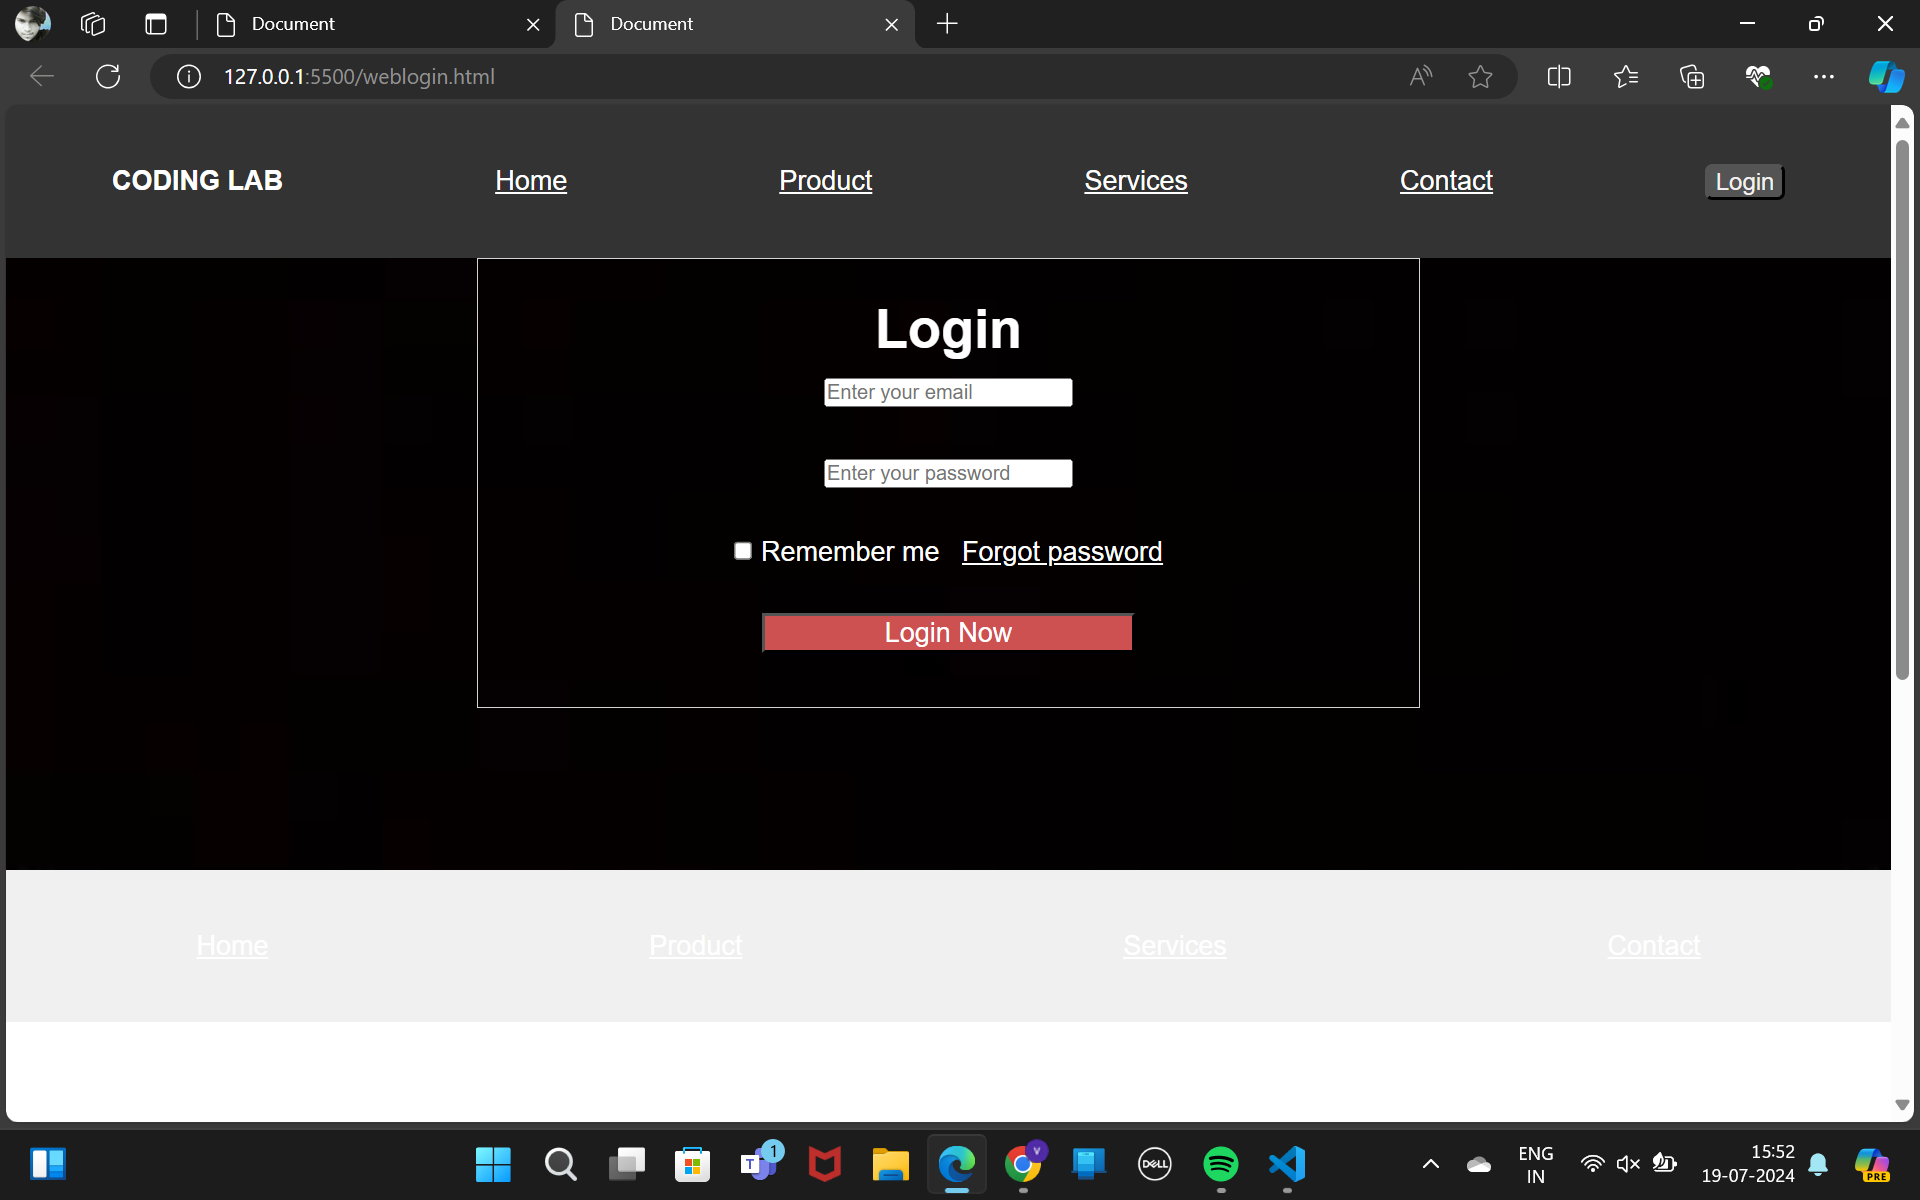 Document
Document
127.0.0.1:5500/weblogin.html
CODING LAB Home Product Services Contact Login
Login
Enter your email
Enter your password
Remember me Forgot password
Login Now
Home Product Services Contact
T 1
V
DELL
ENG
IN
15:52
19-07-2024
PRE